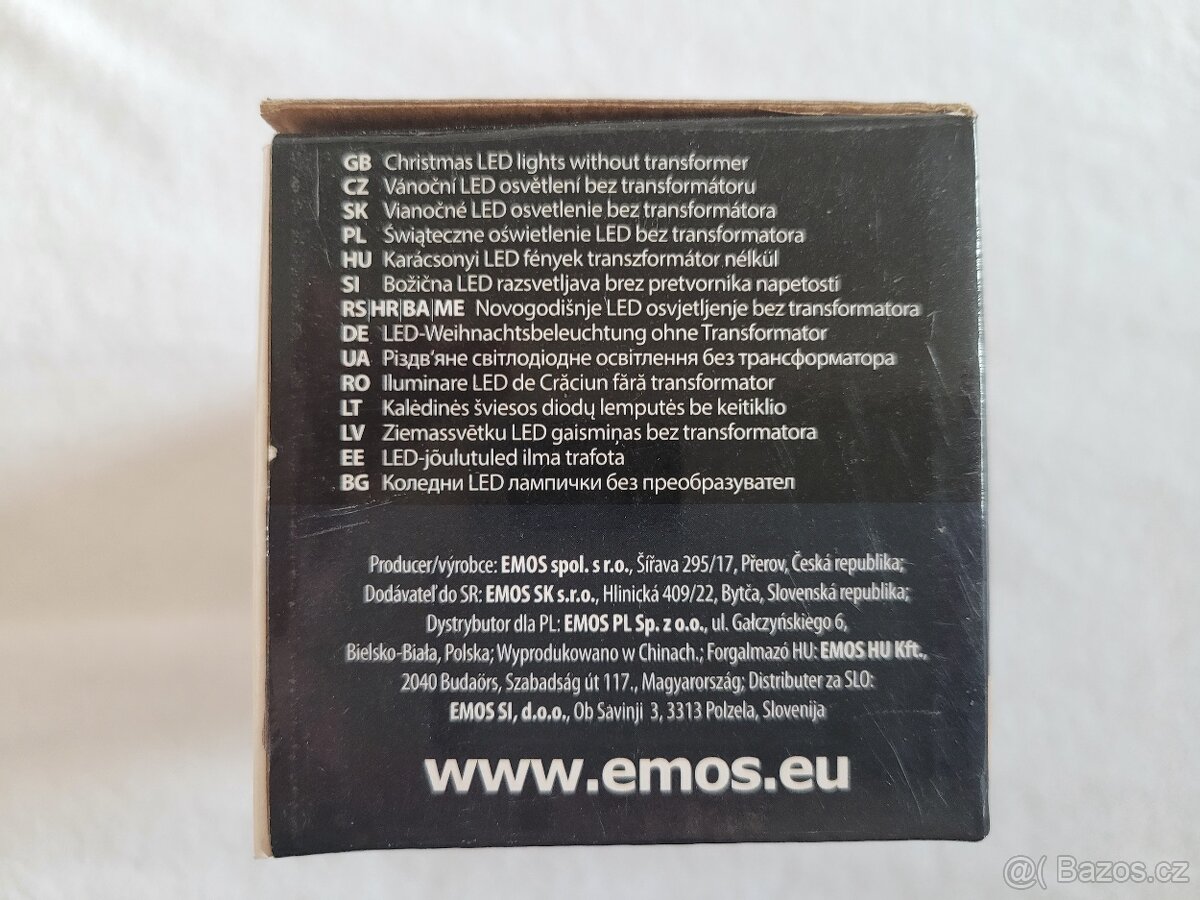 GB Christmas LED lights without transformer
CZ Vánoční LED osvětlení bez transformátoru
SK Vianočné LED osvetlenie bez transformátora
PL Świąteczne oświetlenie LED bez transformatora
HU Karácsonyi LED fények transzformátor nélkül
SI Božična LED razsvetljava brez pretvornika napetosti
RS|HR|BA|ME Novogodišnje LED osvjetljenje bez transformatora
DE LED-Weihnachtsbeleuchtung ohne Transformator
UA Різдв'яне світлодіодне освітлення без трансформатора
RO Iluminare LED de Crăciun fără transformator
LT Kalėdinės šviesos diodų lemputės be keitiklio
LV Ziemassvētku LED gaismiņas bez transformatora
EE LED-jõulutuled ilma trafota
BG Коледни LED лампички без преобразувател
Producer/výrobce: EMOS spol. s r.o., Šířava 295/17, Přerov, Česká republika;
Dodávateľ do SR: EMOS SK s.r.o., Hlinická 409/22, Bytča, Slovenská republika;
Dystrybutor dla PL: EMOS PL Sp. z o.o., ul. Gałczyńskiego 6,
Bielsko-Biała, Polska; Wyprodukowano w Chinach.; Forgalmazó HU: EMOS HU Kft.,
2040 Budaörs, Szabadság út 117., Magyarország; Distributer za SLO:
EMOS SI, d.o.o., Ob Savinji 3, 3313 Polzela, Slovenija
www.emos.eu
@( Bazos.cz